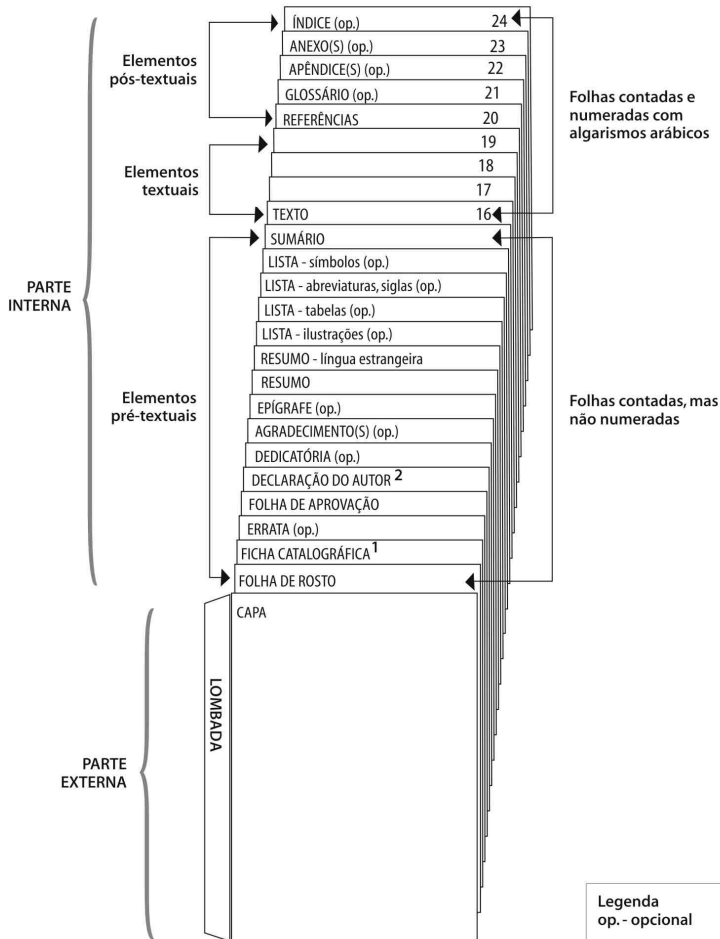 ÍNDICE (op.) 24
ANEXO(S) (op.) 23
APÊNDICE(S) (op.) 22
GLOSSÁRIO (op.) 21
REFERÊNCIAS 20
19
18
17
TEXTO 16
SUMÁRIO
LISTA - símbolos (op.)
LISTA - abreviaturas, siglas (op.)
LISTA - tabelas (op.)
LISTA - ilustrações (op.)
RESUMO - língua estrangeira
RESUMO
EPÍGRAFE (op.)
AGRADECIMENTO(S) (op.)
DEDICATÓRIA (op.)
DECLARAÇÃO DO AUTOR 2
FOLHA DE APROVAÇÃO
ERRATA (op.)
FICHA CATALOGRÁFICA 1
FOLHA DE ROSTO
CAPA
LOMBADA
Elementos
pós-textuais
Elementos
textuais
Elementos
pré-textuais
PARTE
INTERNA
PARTE
EXTERNA
Folhas contadas e
numeradas com
algarismos arábicos
Folhas contadas, mas
não numeradas
Legenda
op. - opcional